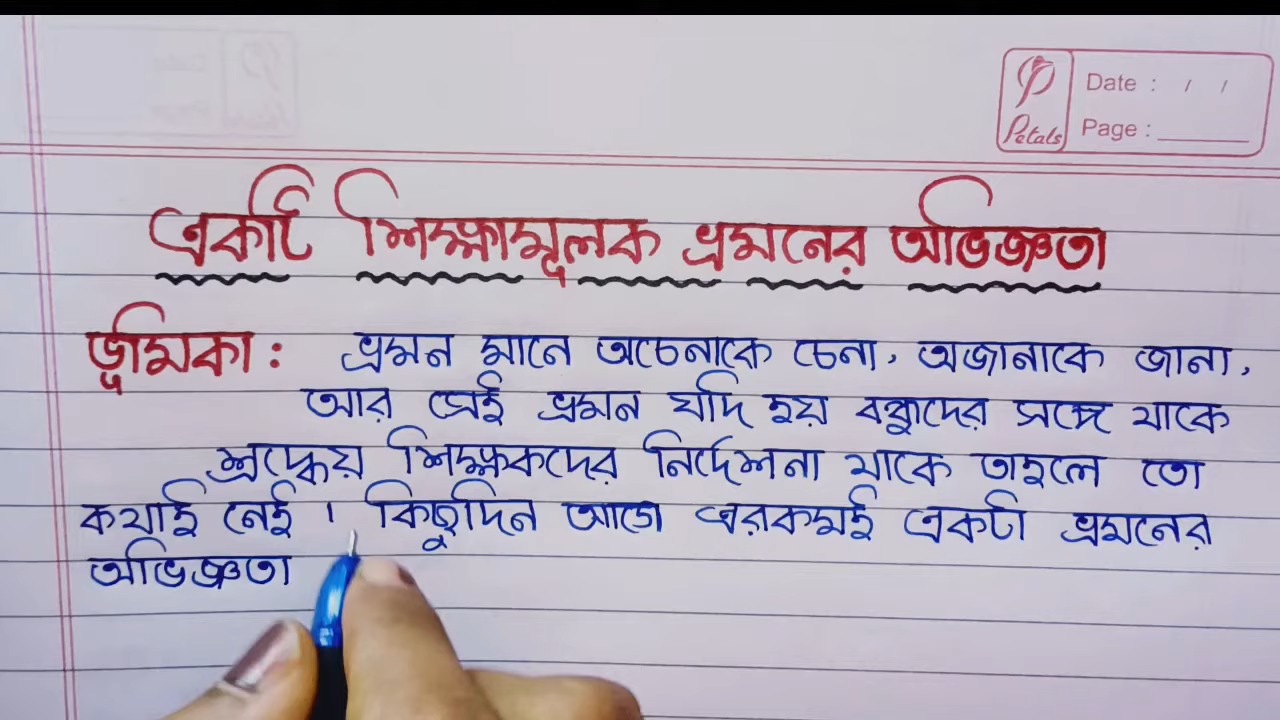 Date : / /
Petals Page :
একটি শিক্ষামূলক ভ্রমনের অভিজ্ঞতা
ভূমিকা : ভ্রমন মানে অচেনাকে চেনা, অজানাকে জানা,
আর সেই ভ্রমন যদি হয় বন্ধুদের সঙ্গে থাকে
শ্রদ্ধেয় শিক্ষকদের নির্দেশনা থাকে তাহলে তো
কথাই নেই । কিছুদিন আগে এরকমই একটা ভ্রমনের
অভিজ্ঞতা